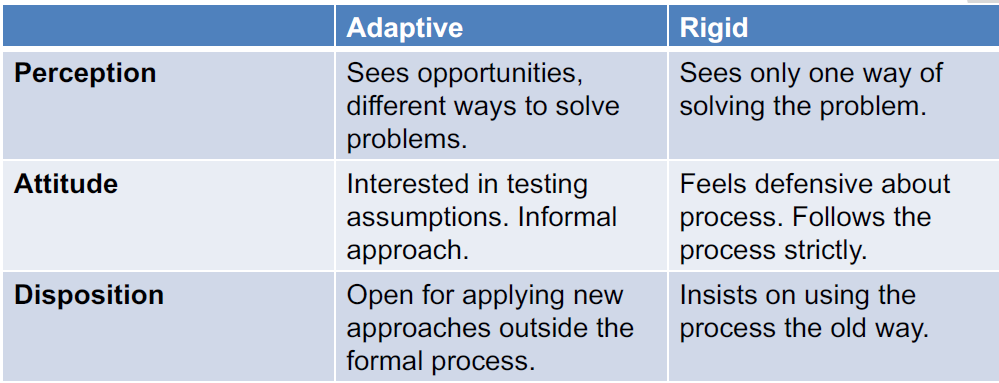 Adaptive
Rigid
Perception
Sees opportunities,
different ways to solve
problems.
Sees only one way of
solving the problem.
Attitude
Interested in testing
assumptions. Informal
approach.
Feels defensive about
process. Follows the
process strictly.
Disposition
Open for applying new
approaches outside the
formal process.
Insists on using the
process the old way.